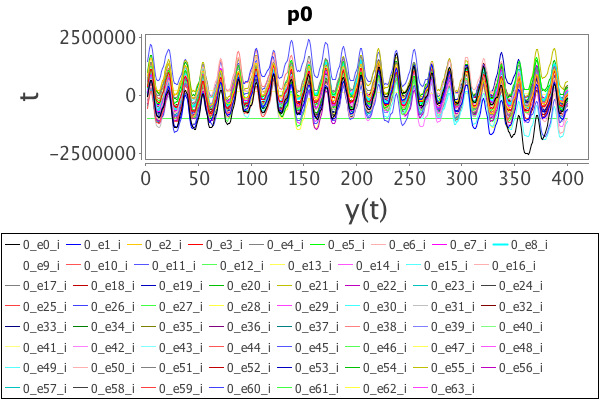 p0
2500000
0
−2500000
t
0 50 100 150 200 250 300 350 400
y(t)
0_e0_i 0_e1_i 0_e2_i 0_e3_i 0_e4_i 0_e5_i 0_e6_i 0_e7_i 0_e8_i
0_e9_i 0_e10_i 0_e11_i 0_e12_i 0_e13_i 0_e14_i 0_e15_i 0_e16_i
0_e17_i 0_e18_i 0_e19_i 0_e20_i 0_e21_i 0_e22_i 0_e23_i 0_e24_i
0_e25_i 0_e26_i 0_e27_i 0_e28_i 0_e29_i 0_e30_i 0_e31_i 0_e32_i
0_e33_i 0_e34_i 0_e35_i 0_e36_i 0_e37_i 0_e38_i 0_e39_i 0_e40_i
0_e41_i 0_e42_i 0_e43_i 0_e44_i 0_e45_i 0_e46_i 0_e47_i 0_e48_i
0_e49_i 0_e50_i 0_e51_i 0_e52_i 0_e53_i 0_e54_i 0_e55_i 0_e56_i
0_e57_i 0_e58_i 0_e59_i 0_e60_i 0_e61_i 0_e62_i 0_e63_i